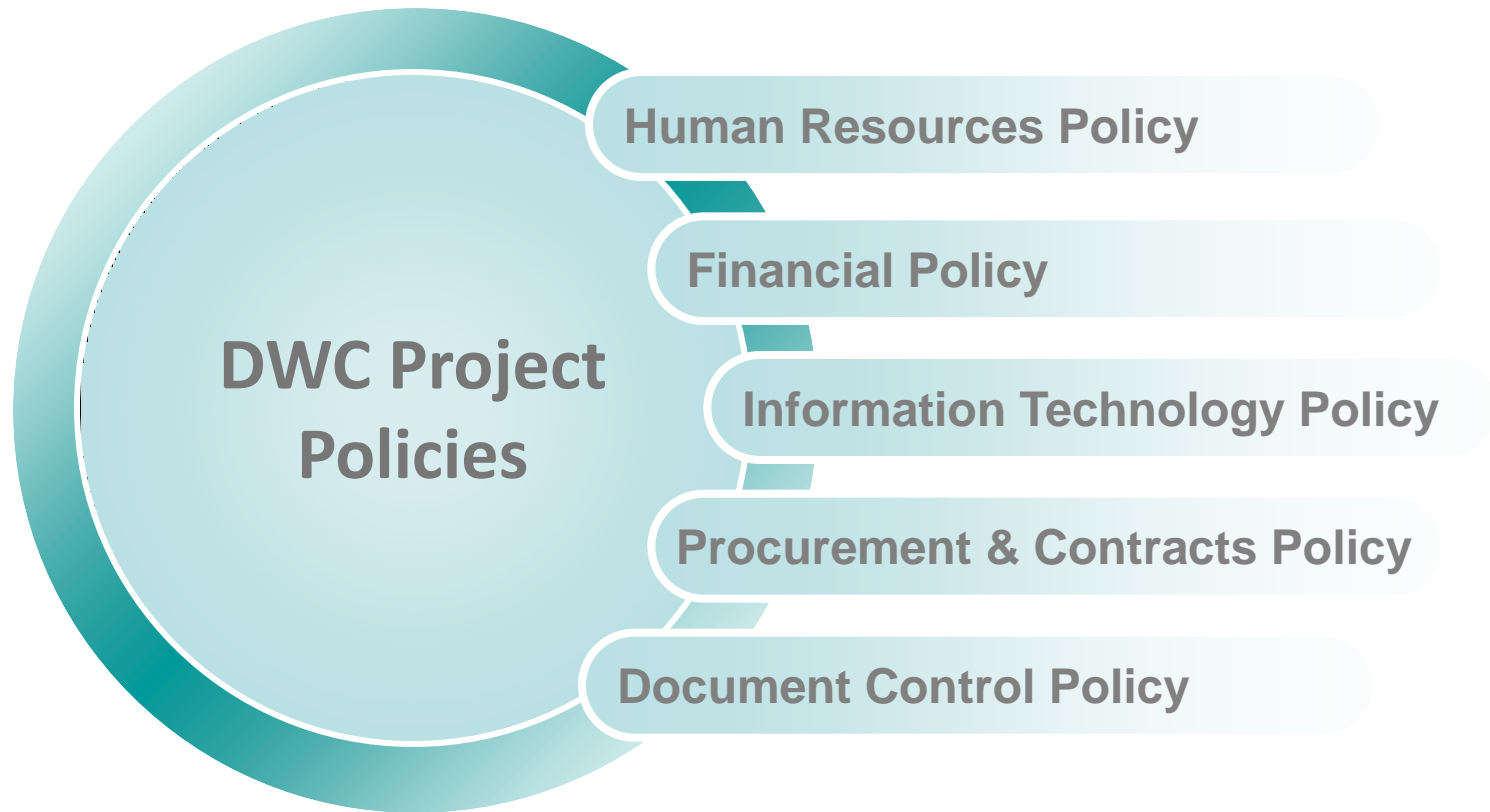 DWC Project
Policies
Human Resources Policy
Financial Policy
Information Technology Policy
Procurement & Contracts Policy
Document Control Policy